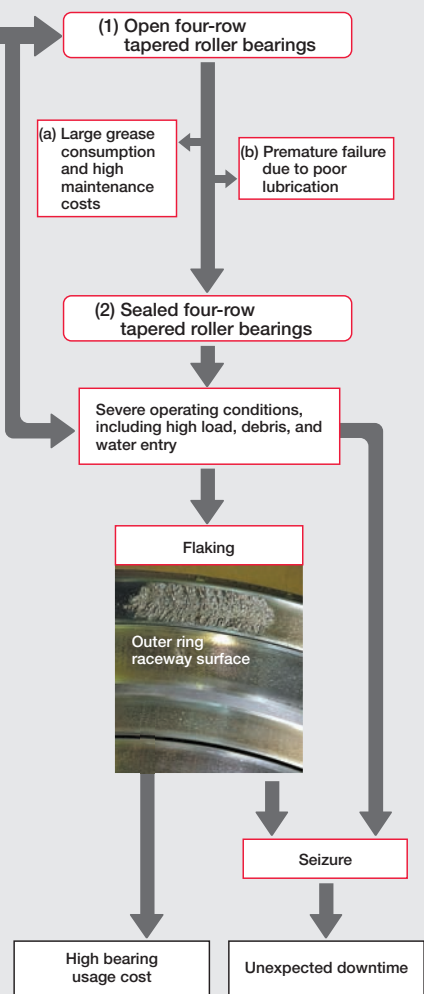 (1) Open four-row
tapered roller bearings
(a) Large grease
consumption
and high
maintenance
costs
(b) Premature failure
due to poor
lubrication
(2) Sealed four-row
tapered roller bearings
Severe operating conditions,
including high load, debris, and
water entry
Flaking
Outer ring
raceway surface
Seizure
High bearing
usage cost
Unexpected downtime